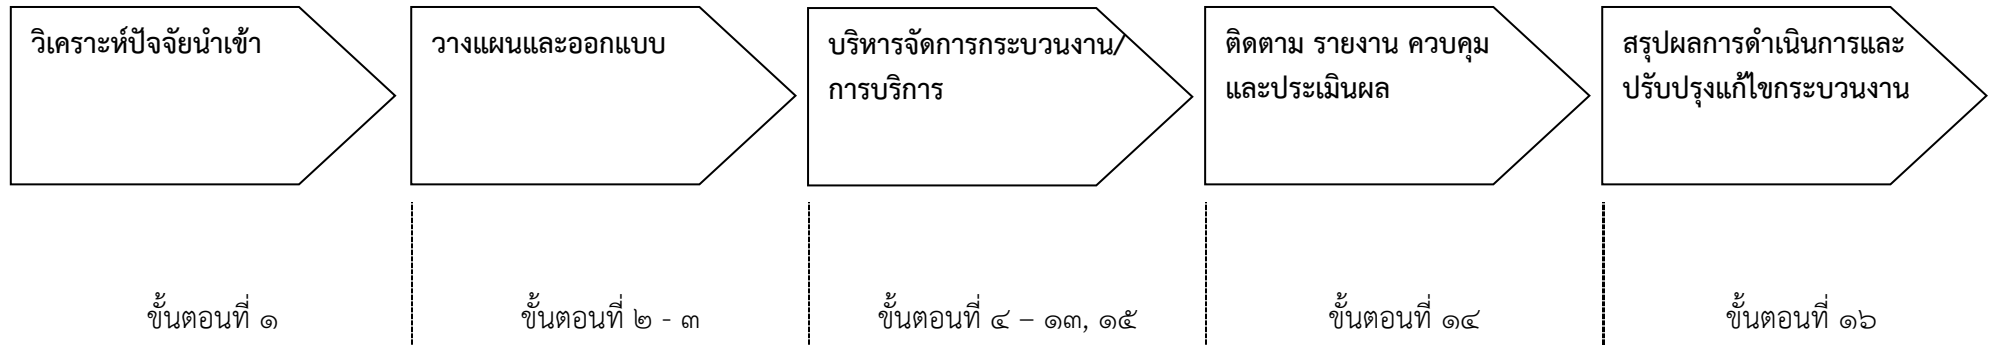 วิเคราะห์ปัจจัยนำเข้า
วางแผนและออกแบบ
บริหารจัดการกระบวนงาน/
การบริการ
ติดตาม รายงาน ควบคุม
และประเมินผล
สรุปผลการดำเนินการและ
ปรับปรุงแก้ไขกระบวนงาน
ขั้นตอนที่ ๑
ขั้นตอนที่ ๒ - ๓
ขั้นตอนที่ ๔ – ๑๓, ๑๕
ขั้นตอนที่ ๑๔
ขั้นตอนที่ ๑๖